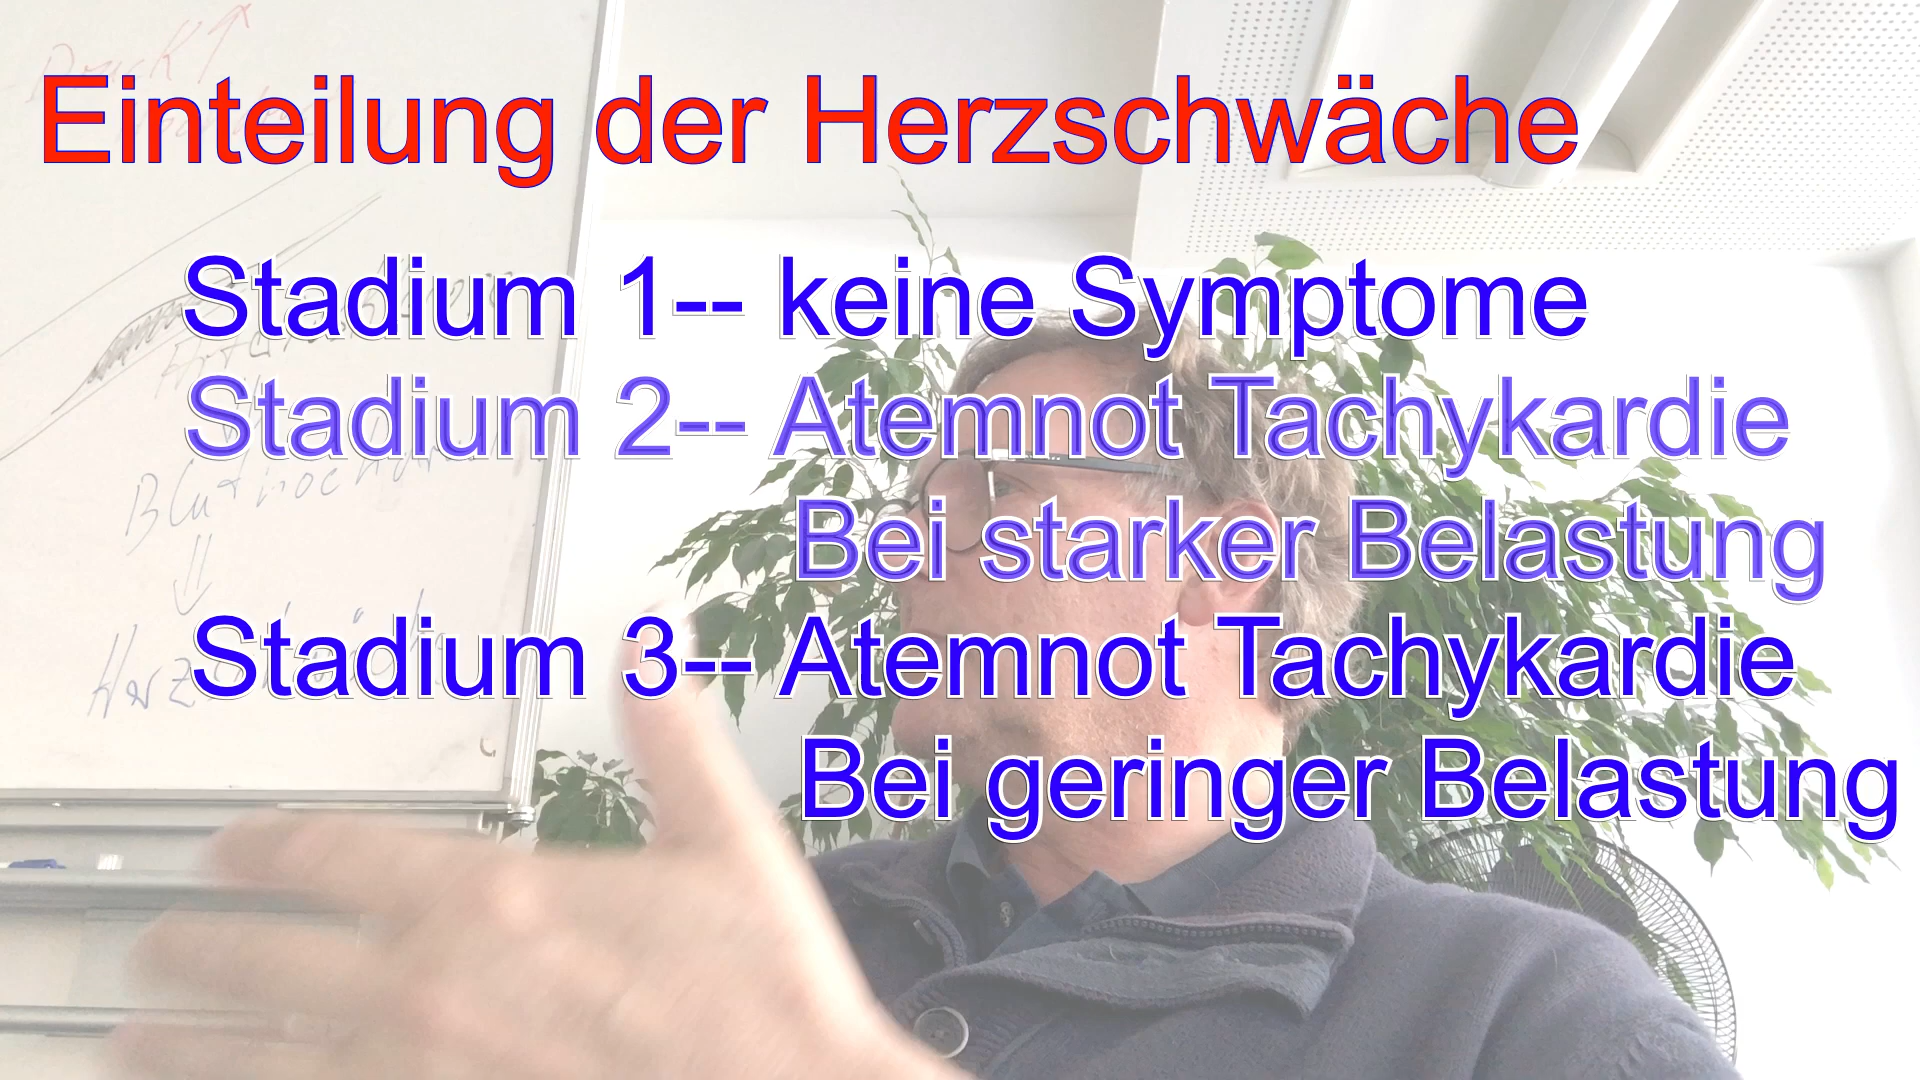 Druck ↑
Einteilung der Herzschwäche
Stadium 1-- keine Symptome
Stadium 2-- Atemnot Tachykardie
Bei starker Belastung
Stadium 3-- Atemnot Tachykardie
Bei geringer Belastung